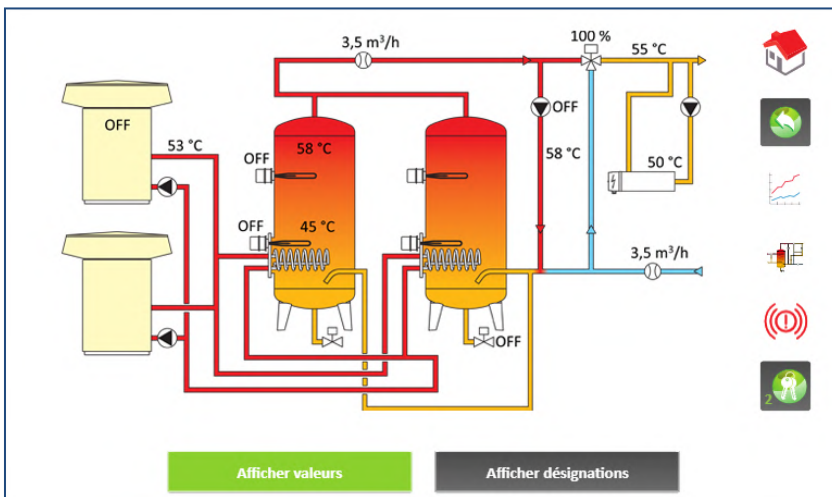 3,5 m³/h
100 %
55 °C
OFF
53 °C
OFF
58 °C
OFF
58 °C
50 °C
OFF
45 °C
3,5 m³/h
OFF
2
Afficher valeurs
Afficher désignations